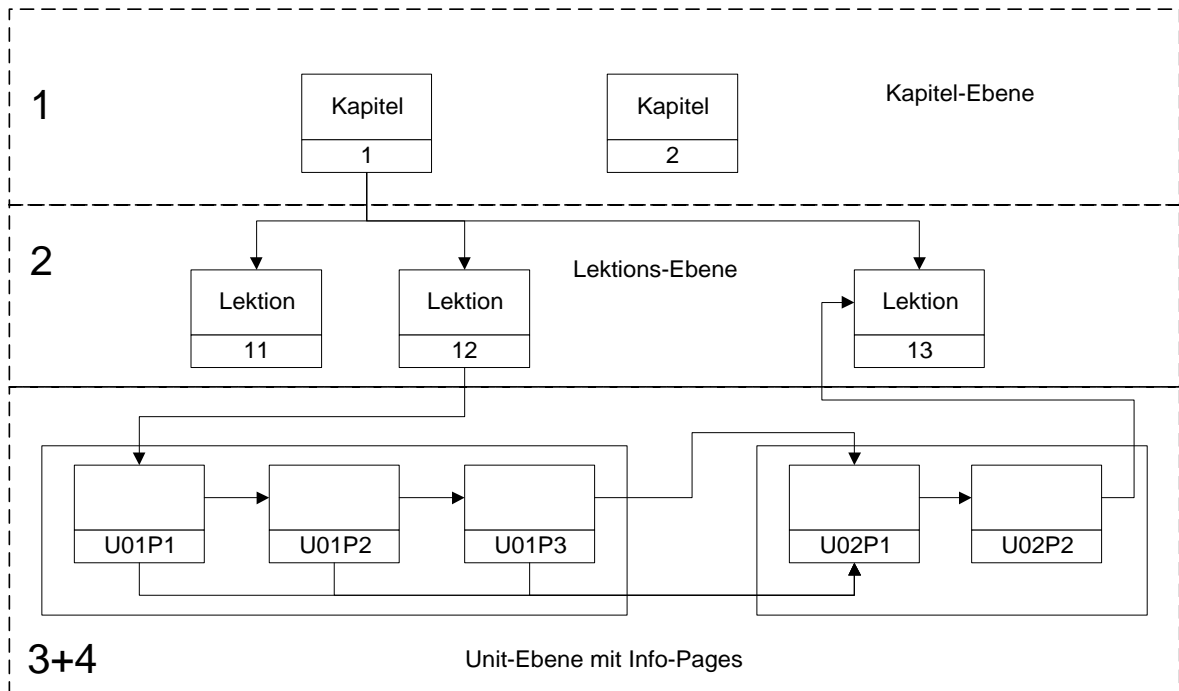 1
Kapitel
1
Kapitel
2
Kapitel-Ebene
2
Lektions-Ebene
Lektion
11
Lektion
12
Lektion
13
U01P1
U01P2
U01P3
U02P1
U02P2
3+4
Unit-Ebene mit Info-Pages